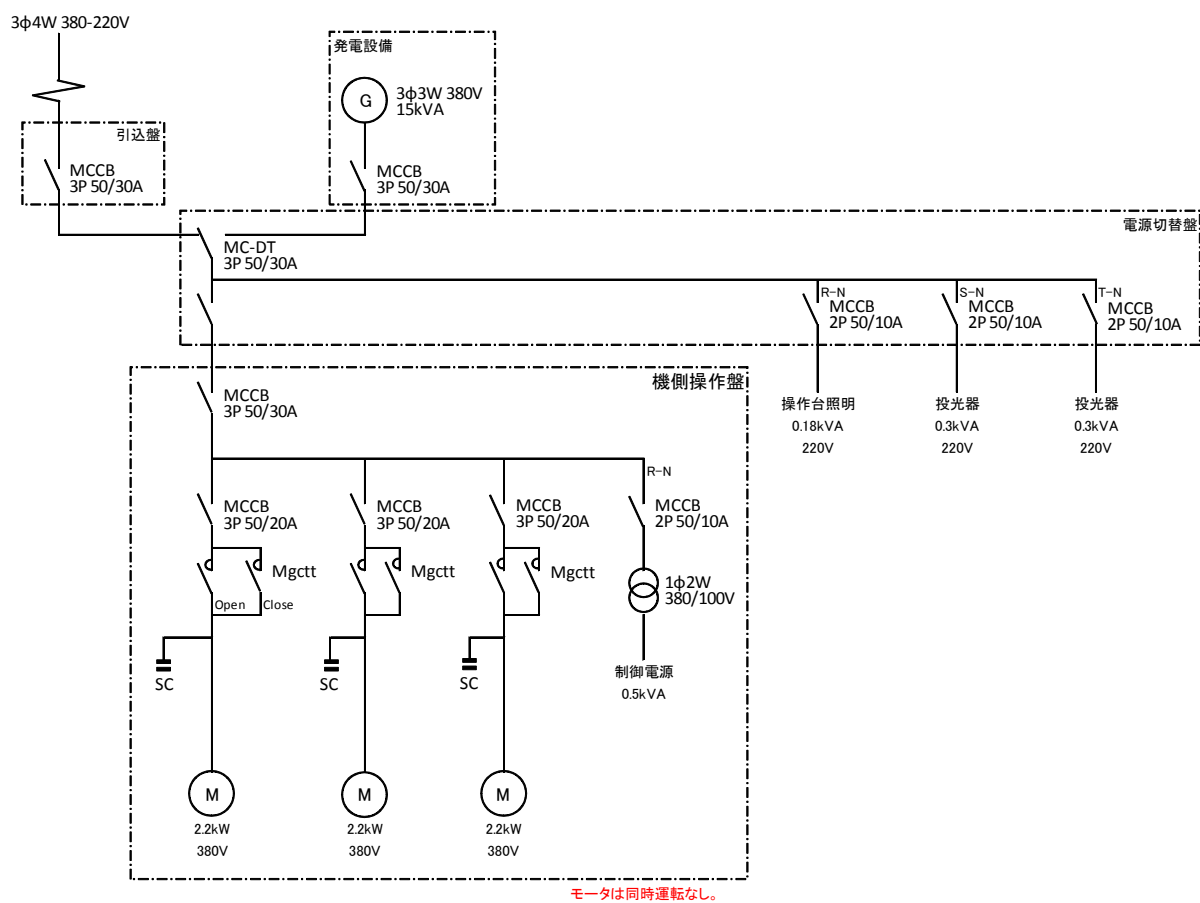 3φ4W 380-220V
発電設備
G
3φ3W 380V
15kVA
引込盤
MCCB
3P 50/30A
MCCB
3P 50/30A
電源切替盤
MC-DT
3P 50/30A
R-N
MCCB
2P 50/10A
S-N
MCCB
2P 50/10A
T-N
MCCB
2P 50/10A
操作台照明
0.18kVA
220V
投光器
0.3kVA
220V
投光器
0.3kVA
220V
機側操作盤
MCCB
3P 50/30A
R-N
MCCB
3P 50/20A
MCCB
3P 50/20A
MCCB
3P 50/20A
MCCB
2P 50/10A
Mgctt
Open
Close
Mgctt
Mgctt
1φ2W
380/100V
制御電源
0.5kVA
SC
SC
SC
M
2.2kW
380V
M
2.2kW
380V
M
2.2kW
380V
モータは同時運転なし。